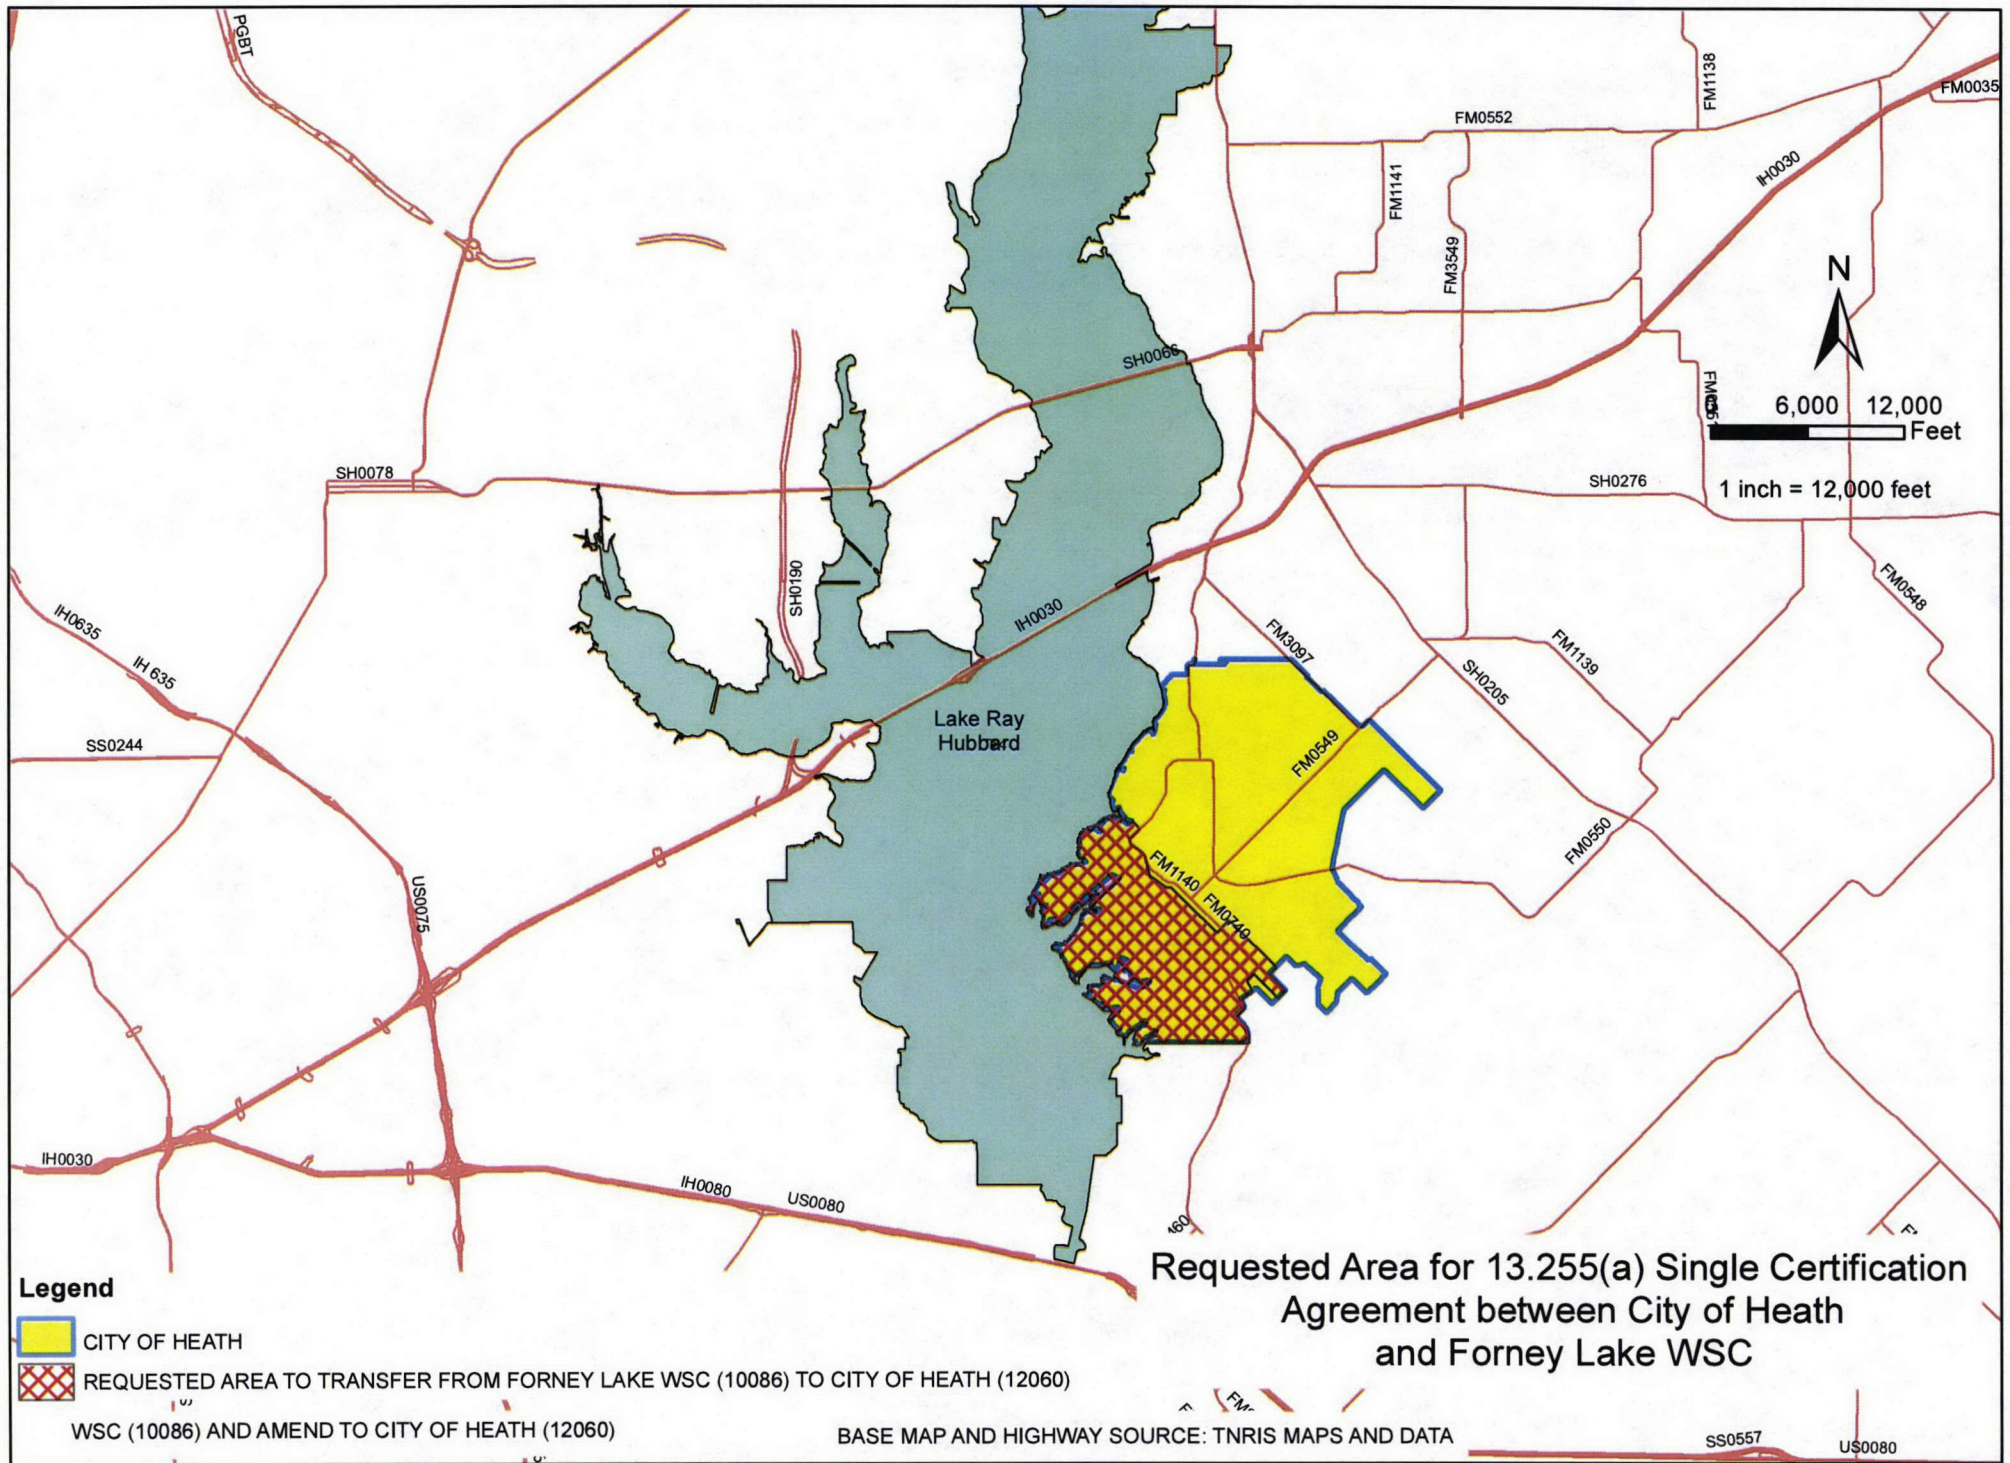 PGBT
FM1138
FM0035
FM0552
IH0030
FM1141
FM3549
N
SH0066
6,000 12,000
Feet
1 inch = 12,000 feet
SH0078
SH0276
SH0190
FM0548
IH0635
IH 635
IH0030
FM3097
FM1139
SH0205
SS0244
Lake Ray
Hubbard
FM0549
FM0550
FM1140
FM0740
US0075
IH0030
IH0080
US0080
Requested Area for 13.255(a) Single Certification
Agreement between City of Heath
and Forney Lake WSC
Legend
CITY OF HEATH
REQUESTED AREA TO TRANSFER FROM FORNEY LAKE WSC (10086) TO CITY OF HEATH (12060)
WSC (10086) AND AMEND TO CITY OF HEATH (12060)
BASE MAP AND HIGHWAY SOURCE: TNRIS MAPS AND DATA
SS0557
US0080